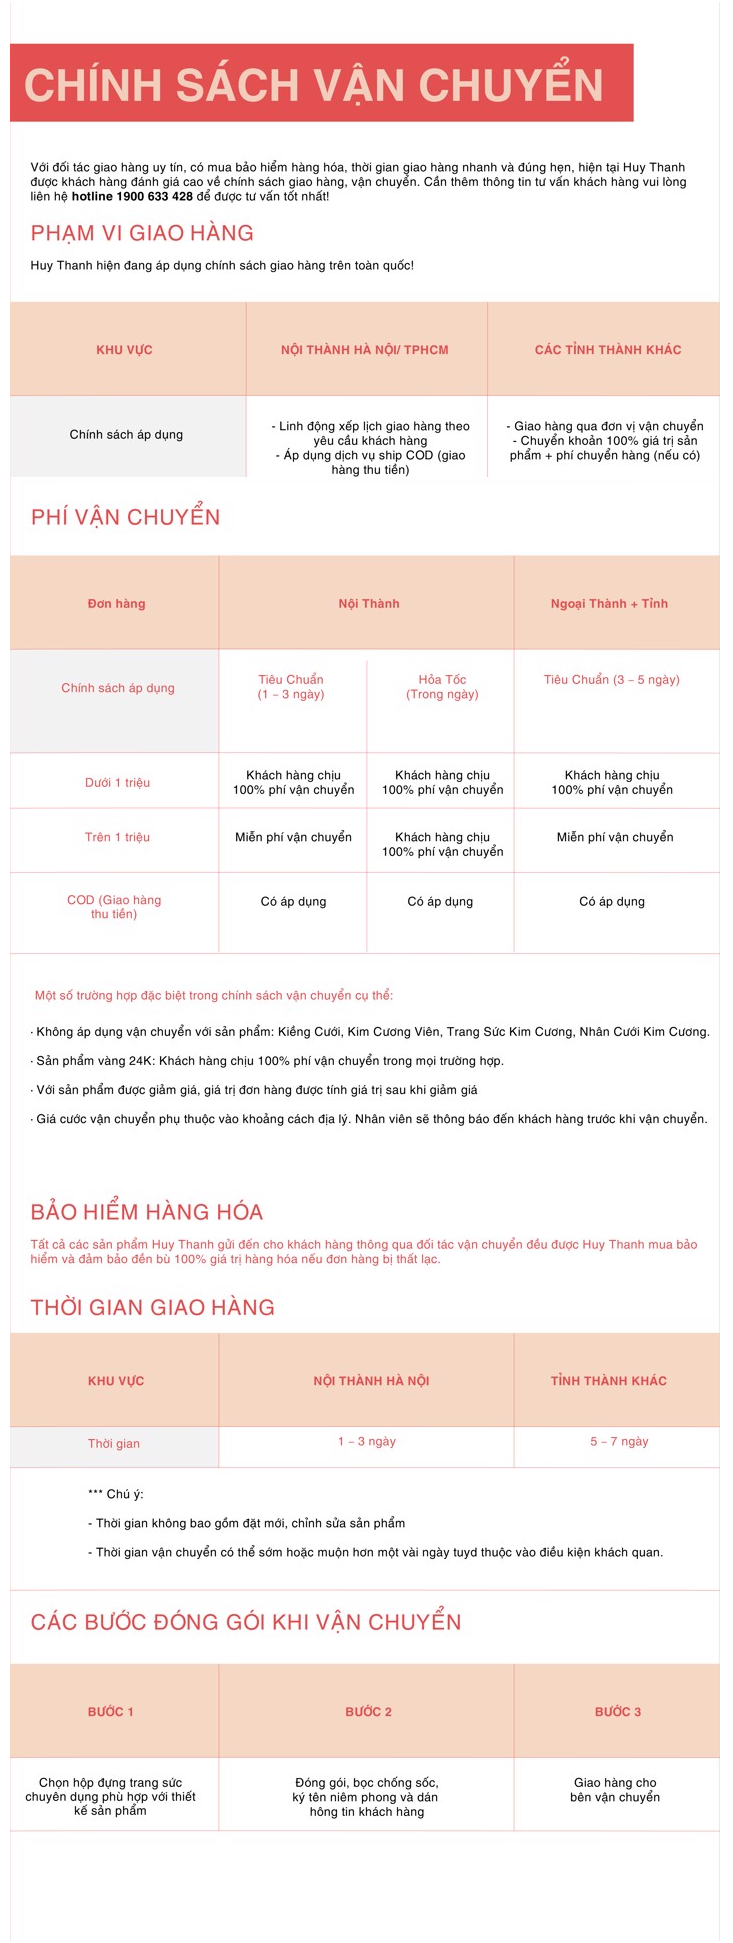 CHÍNH SÁCH VẬN CHUYỂN
Với đối tác giao hàng uy tín, có mua bảo hiểm hàng hóa, thời gian giao hàng nhanh và đúng hẹn, hiện tại Huy Thanh
được khách hàng đánh giá cao về chính sách giao hàng, vận chuyển. Cần thêm thông tin tư vấn khách hàng vui lòng
liên hệ hotline 1900 633 428 để được tư vấn tốt nhất!
PHẠM VI GIAO HÀNG
Huy Thanh hiện đang áp dụng chính sách giao hàng trên toàn quốc!
KHU VỰC
NỘI THÀNH HÀ NỘI/ TPHCM
CÁC TỈNH THÀNH KHÁC
Chính sách áp dụng
- Linh động xếp lịch giao hàng theo
yêu cầu khách hàng
- Áp dụng dịch vụ ship COD (giao
hàng thu tiền)
- Giao hàng qua đơn vị vận chuyển
- Chuyển khoản 100% giá trị sản
phẩm + phí chuyển hàng (nếu có)
PHÍ VẬN CHUYỂN
Đơn hàng
Nội Thành
Ngoại Thành + Tỉnh
Chính sách áp dụng
Tiêu Chuẩn
(1 – 3 ngày)
Hỏa Tốc
(Trong ngày)
Tiêu Chuẩn (3 – 5 ngày)
Dưới 1 triệu
Khách hàng chịu
100% phí vận chuyển
Khách hàng chịu
100% phí vận chuyển
Khách hàng chịu
100% phí vận chuyển
Trên 1 triệu
Miễn phí vận chuyển
Khách hàng chịu
100% phí vận chuyển
Miễn phí vận chuyển
COD (Giao hàng
thu tiền)
Có áp dụng
Có áp dụng
Có áp dụng
Một số trường hợp đặc biệt trong chính sách vận chuyển cụ thể:
· Không áp dụng vận chuyển với sản phẩm: Kiềng Cưới, Kim Cương Viên, Trang Sức Kim Cương, Nhân Cưới Kim Cương.
· Sản phẩm vàng 24K: Khách hàng chịu 100% phí vận chuyển trong mọi trường hợp.
· Với sản phẩm được giảm giá, giá trị đơn hàng được tính giá trị sau khi giảm giá
· Giá cước vận chuyển phụ thuộc vào khoảng cách địa lý. Nhân viên sẽ thông báo đến khách hàng trước khi vận chuyển.
BẢO HIỂM HÀNG HÓA
Tất cả các sản phẩm Huy Thanh gửi đến cho khách hàng thông qua đối tác vận chuyển đều được Huy Thanh mua bảo
hiểm và đảm bảo đền bù 100% giá trị hàng hóa nếu đơn hàng bị thất lạc.
THỜI GIAN GIAO HÀNG
KHU VỰC
NỘI THÀNH HÀ NỘI
TỈNH THÀNH KHÁC
Thời gian
1 – 3 ngày
5 – 7 ngày
*** Chú ý:
- Thời gian không bao gồm đặt mới, chỉnh sửa sản phẩm
- Thời gian vận chuyển có thể sớm hoặc muộn hơn một vài ngày tuyd thuộc vào điều kiện khách quan.
CÁC BƯỚC ĐÓNG GÓI KHI VẬN CHUYỂN
BƯỚC 1
BƯỚC 2
BƯỚC 3
Chọn hộp đựng trang sức
chuyên dụng phù hợp với thiết
kế sản phẩm
Đóng gói, bọc chống sốc,
ký tên niêm phong và dán
hông tin khách hàng
Giao hàng cho
bên vận chuyển